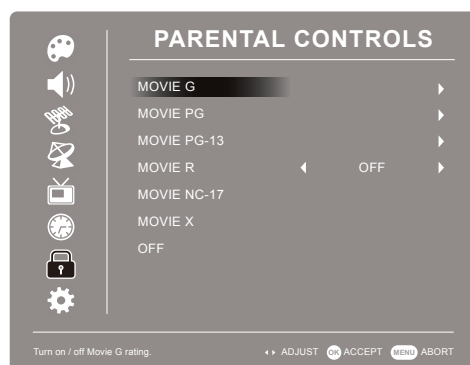 PARENTAL CONTROLS
MOVIE G
MOVIE PG
MOVIE PG-13
MOVIE R OFF
MOVIE NC-17
MOVIE X
OFF
Turn on / off Movie G rating. ADJUST OK ACCEPT MENU ABORT